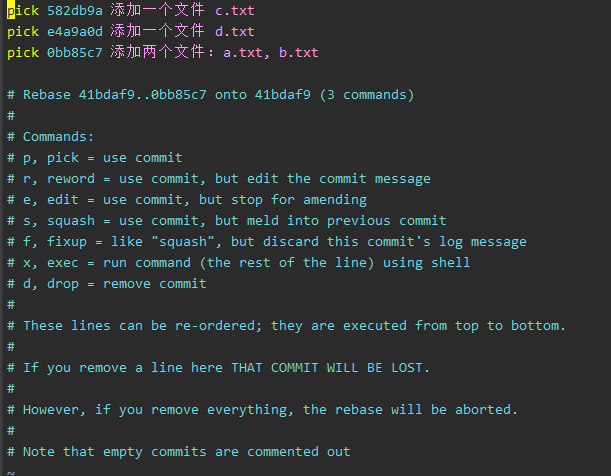 pick 582db9a 添加一个文件 c.txt
pick e4a9a0d 添加一个文件 d.txt
pick 0bb85c7 添加两个文件：a.txt, b.txt

# Rebase 41bdaf9..0bb85c7 onto 41bdaf9 (3 commands)
#
# Commands:
# p, pick = use commit
# r, reword = use commit, but edit the commit message
# e, edit = use commit, but stop for amending
# s, squash = use commit, but meld into previous commit
# f, fixup = like "squash", but discard this commit's log message
# x, exec = run command (the rest of the line) using shell
# d, drop = remove commit
#
# These lines can be re-ordered; they are executed from top to bottom.
#
# If you remove a line here THAT COMMIT WILL BE LOST.
#
# However, if you remove everything, the rebase will be aborted.
#
# Note that empty commits are commented out
~